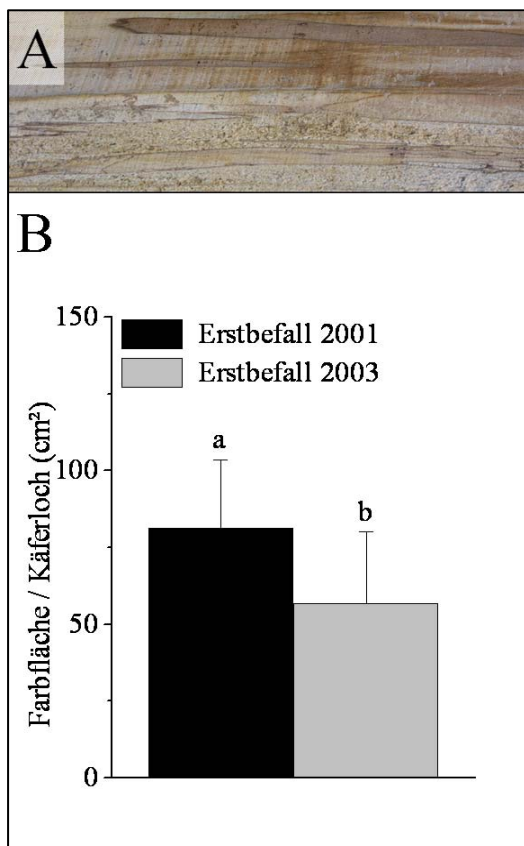 A
B
150
Erstbefall 2001
Erstbefall 2003
a
100
b
50
0
Farbfläche / Käferloch (cm²)